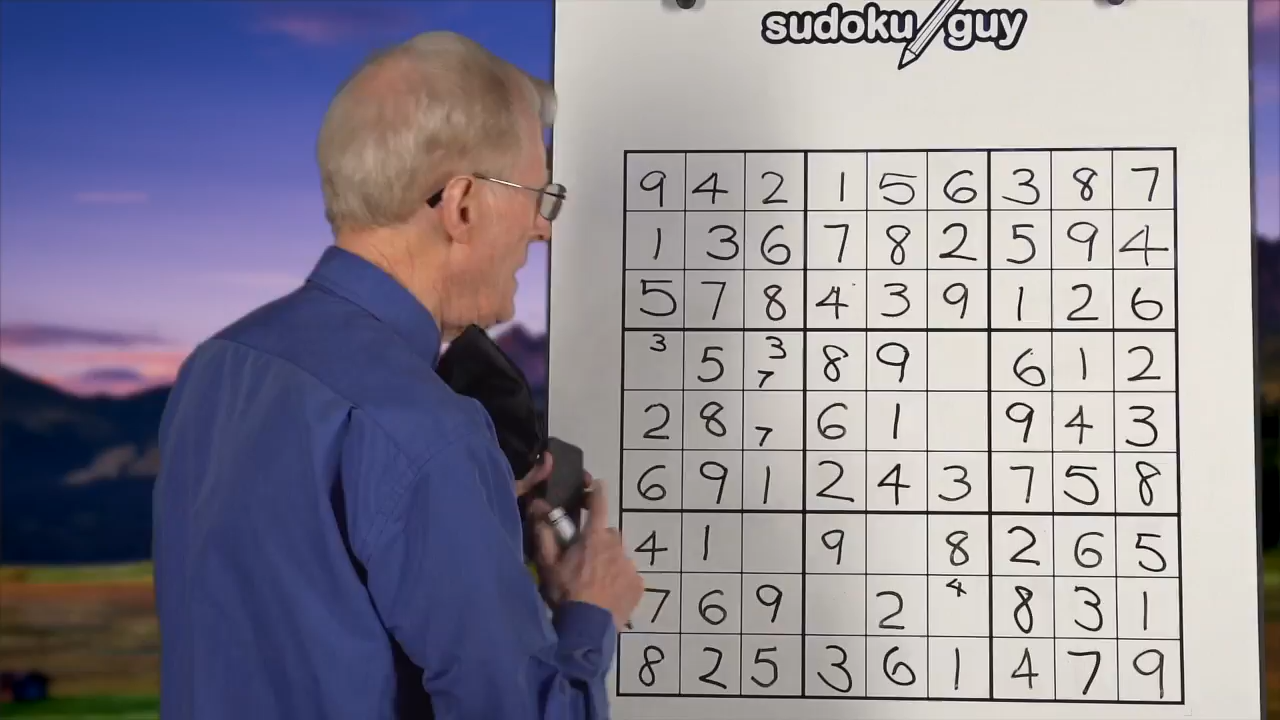 sudoku guy
9 4 2 1 5 6 3 8 7
1 3 6 7 8 2 5 9 4
5 7 8 4 3 9 1 2 6
3 5 3 7 8 9 6 1 2
2 8 7 6 1 9 4 3
6 9 1 2 4 3 7 5 8
4 1 9 8 2 6 5
7 6 9 2 4 8 3 1
8 2 5 3 6 1 4 7 9